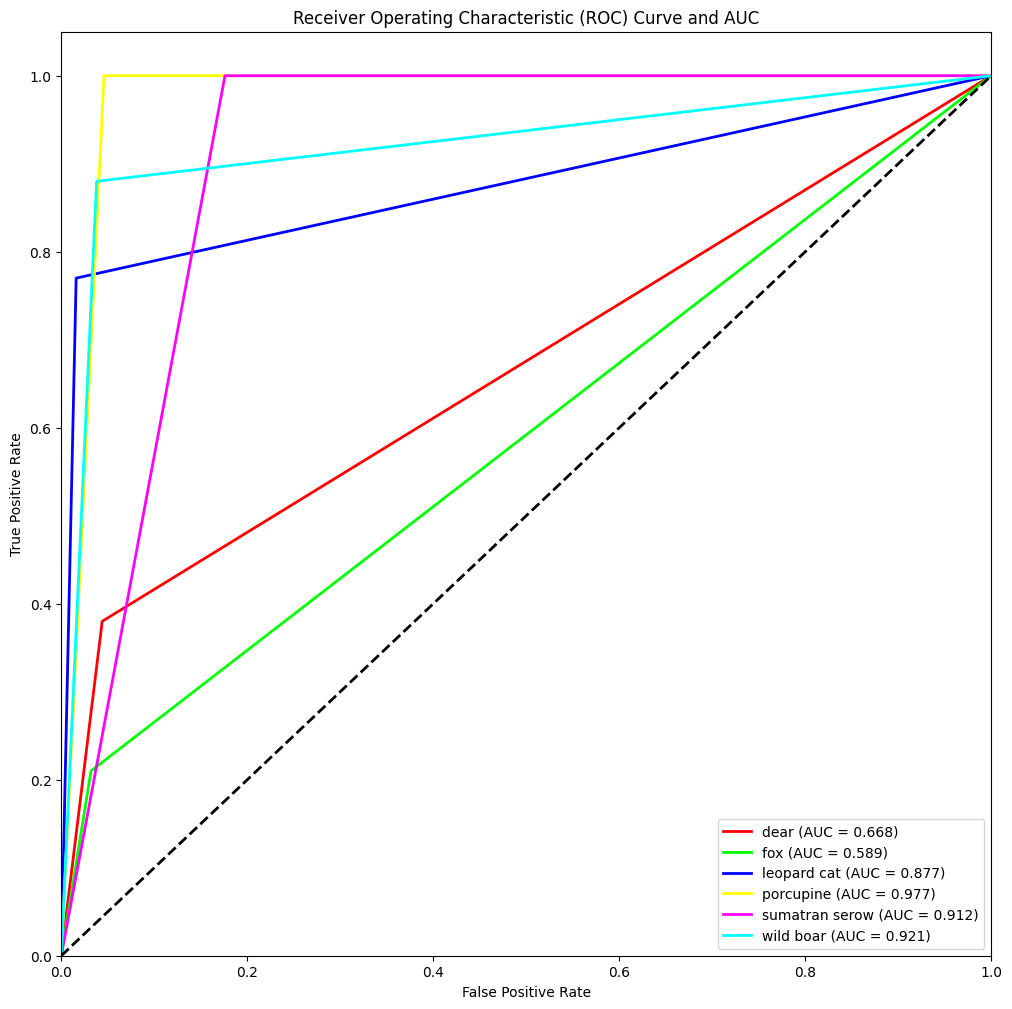 Receiver Operating Characteristic (ROC) Curve and AUC
1.0
0.8
0.6
0.4
0.2
0.0
True Positive Rate
dear (AUC = 0.668)
fox (AUC = 0.589)
leopard cat (AUC = 0.877)
porcupine (AUC = 0.977)
sumatran serow (AUC = 0.912)
wild boar (AUC = 0.921)
0.0 0.2 0.4 0.6 0.8 1.0
False Positive Rate